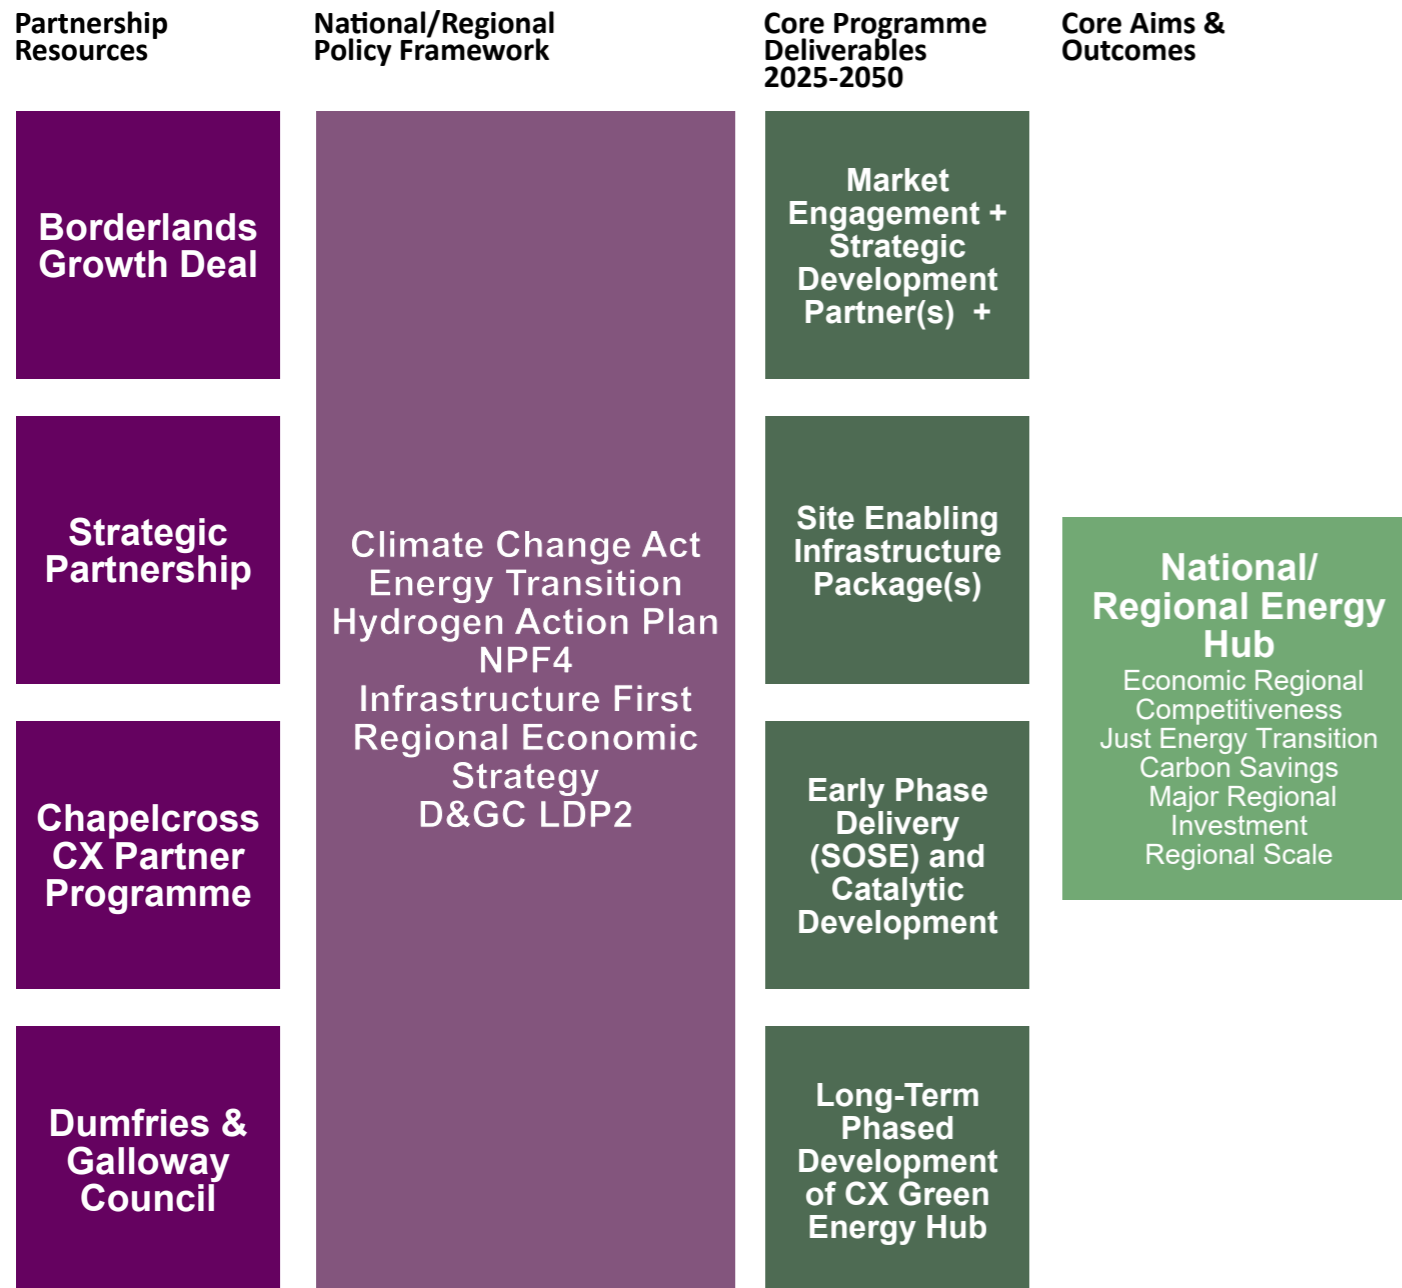 Partnership
Resources
National/Regional
Policy Framework
Core Programme
Deliverables
2025-2050
Core Aims &
Outcomes
Borderlands
Growth Deal
Strategic
Partnership
Chapelcross
CX Partner
Programme
Dumfries &
Galloway
Council
Climate Change Act
Energy Transition
Hydrogen Action Plan
NPF4
Infrastructure First
Regional Economic
Strategy
D&GC LDP2
Market
Engagement +
Strategic
Development
Partner(s)  +
Site Enabling
Infrastructure
Package(s)
Early Phase
Delivery
(SOSE) and
Catalytic
Development
Long-Term
Phased
Development
of CX Green
Energy Hub
National/
Regional Energy
Hub
Economic Regional
Competitiveness
Just Energy Transition
Carbon Savings
Major Regional
Investment
Regional Scale